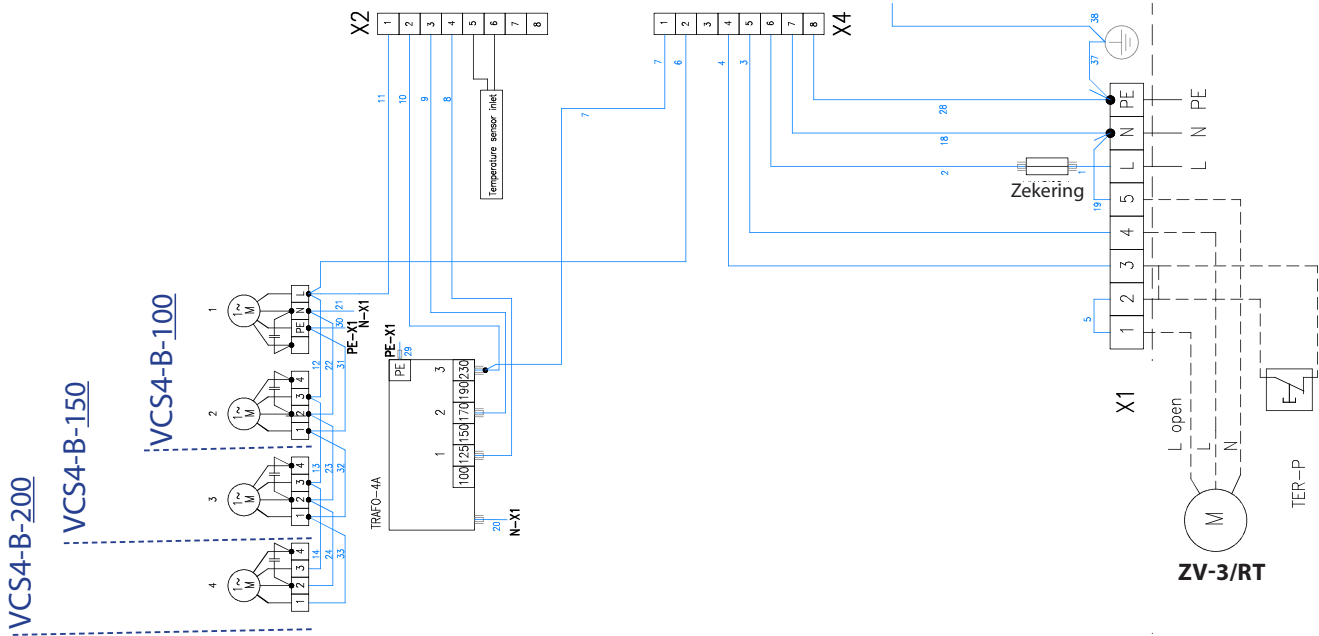 X2
1 2 3 4 5 6 7 8
11
10
9
8
Temperature sensor inlet
1 2 3 4 5 6 7 8
X4
7
6
4
3
7
2
18
28
1
Zekering
38
37
PE
N
L
5
4
3
2
1
19
5
X1
PE
N
L
VCS4-B-200
VCS4-B-150
VCS4-B-100
1
1~
M
L
N
PE
21
30
N-X1
PE-X1
12
22
31
2
1~
M
4
3
2
1
13
23
32
3
1~
M
4
3
2
1
14
24
33
4
1~
M
4
3
2
1
PE-X1
29
PE
TRAFO-4A
3
2
1
230
190
170
150
125
100
20
N-X1
L open
L
N
M
ZV-3/RT
TER-P